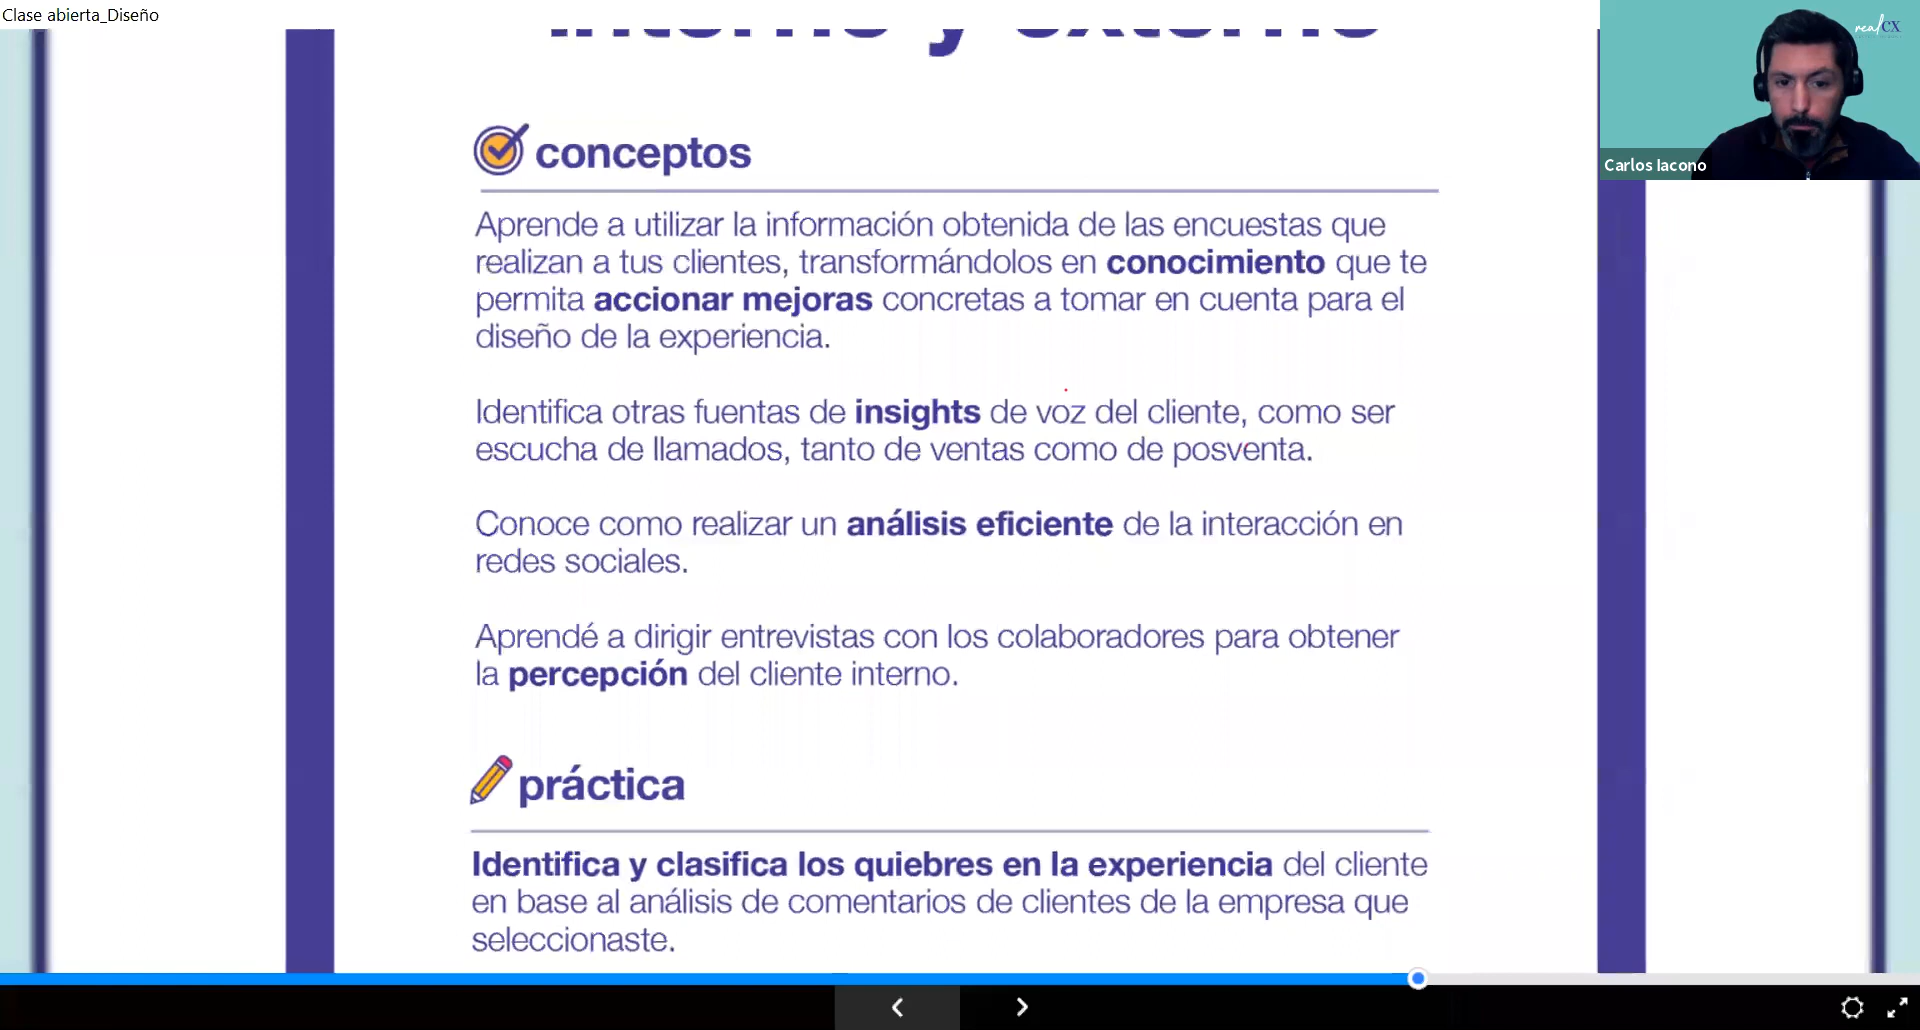 Clase abierta_Diseño
real CX
interno y externo
Carlos Iacono
conceptos
Aprende a utilizar la información obtenida de las encuestas que
realizan a tus clientes, transformándolos en conocimiento que te
permita accionar mejoras concretas a tomar en cuenta para el
diseño de la experiencia.
Identifica otras fuentas de insights de voz del cliente, como ser
escucha de llamados, tanto de ventas como de posventa.
Conoce como realizar un análisis eficiente de la interacción en
redes sociales.
Aprendé a dirigir entrevistas con los colaboradores para obtener
la percepción del cliente interno.
práctica
Identifica y clasifica los quiebres en la experiencia del cliente
en base al análisis de comentarios de clientes de la empresa que
seleccionaste.